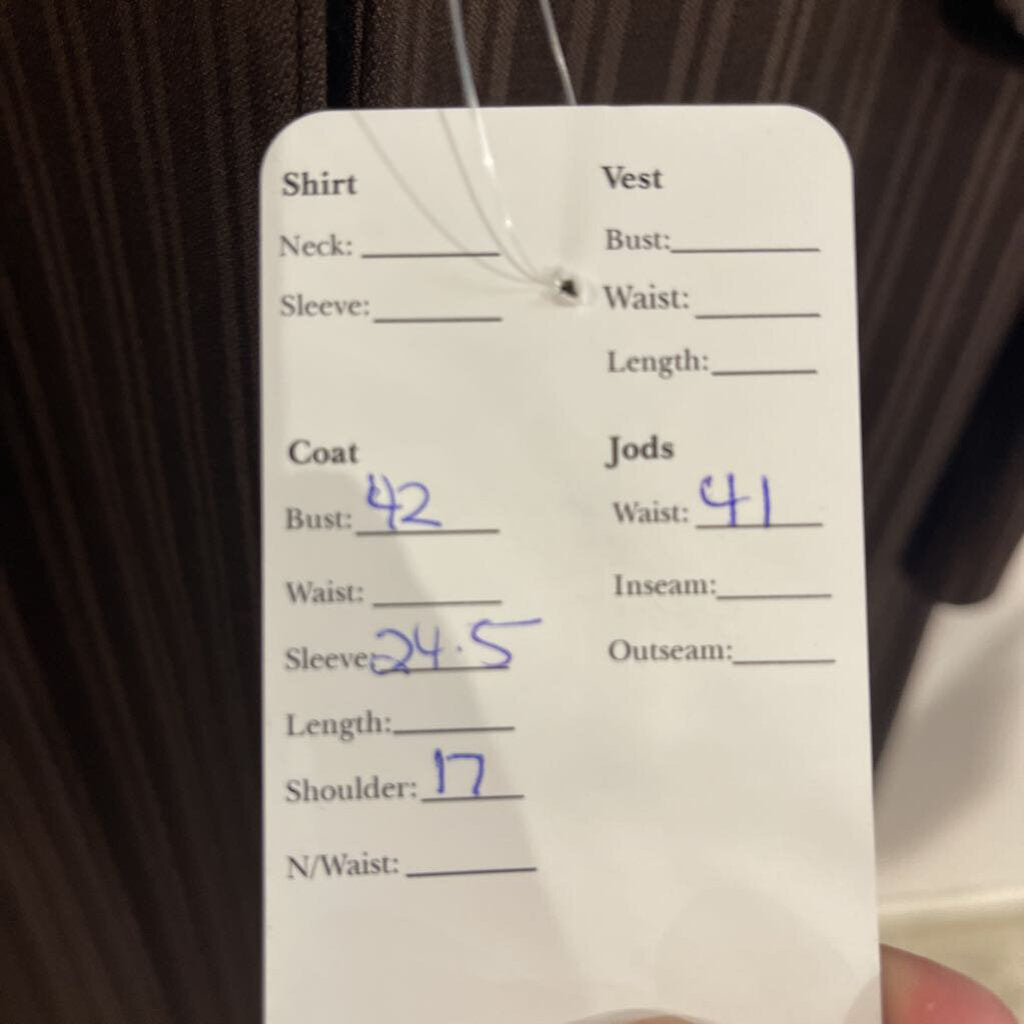 Shirt
Neck:
Sleeve:
Vest
Bust:
Waist:
Length:
Coat
Bust: 42
Waist:
Sleeve: 24.5
Length:
Shoulder: 17
N/Waist:
Jods
Waist: 41
Inseam:
Outseam: